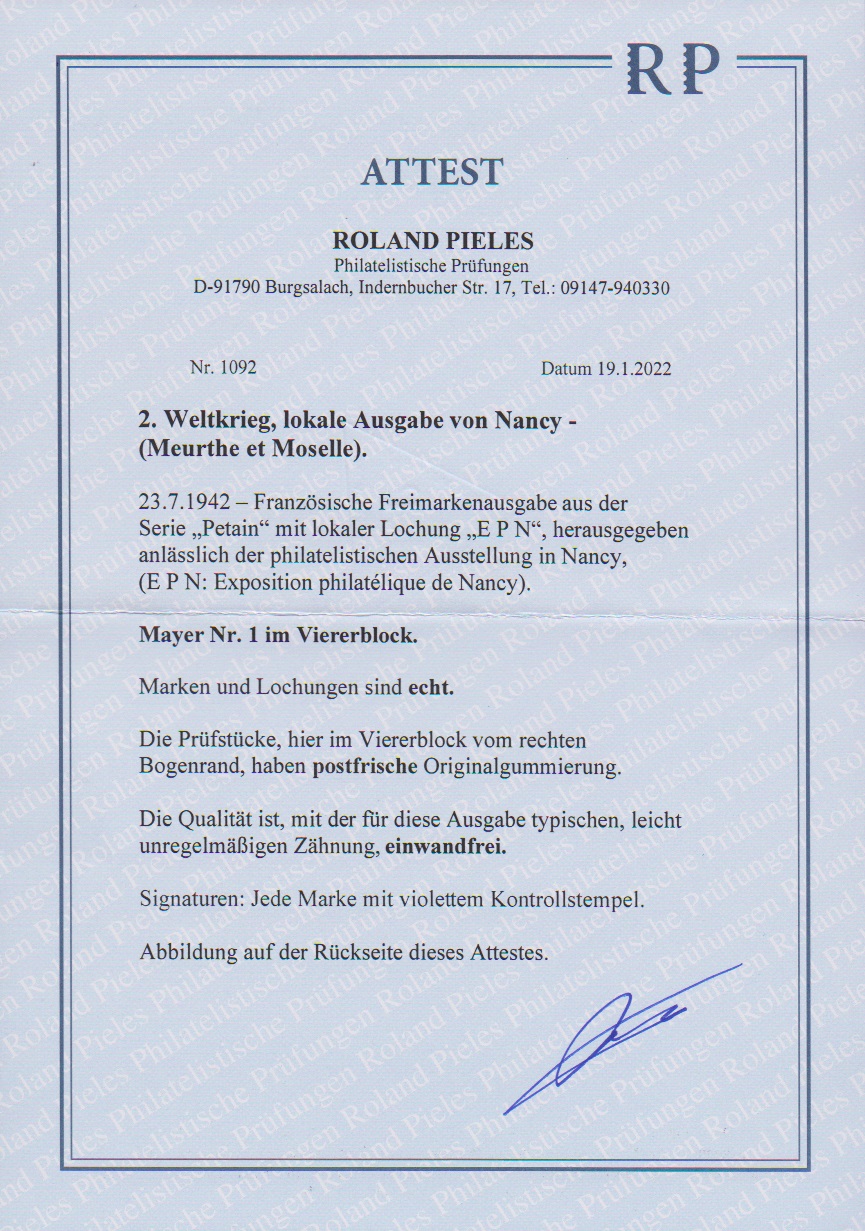 RP
ATTEST
ROLAND PIELES
Philatelistische Prüfungen
D-91790 Burgsalach, Indernbucher Str. 17, Tel.: 09147-940330
Nr. 1092 Datum 19.1.2022
2. Weltkrieg, lokale Ausgabe von Nancy -
(Meurthe et Moselle).
23.7.1942 – Französische Freimarkenausgabe aus der
Serie „Petain“ mit lokaler Lochung „E P N“, herausgegeben
anlässlich der philatelistischen Ausstellung in Nancy,
(E P N: Exposition philatélique de Nancy).
Mayer Nr. 1 im Viererblock.
Marken und Lochungen sind echt.
Die Prüfstücke, hier im Viererblock vom rechten
Bogenrand, haben postfrische Originalgummierung.
Die Qualität ist, mit der für diese Ausgabe typischen, leicht
unregelmäßigen Zähnung, einwandfrei.
Signaturen: Jede Marke mit violettem Kontrollstempel.
Abbildung auf der Rückseite dieses Attestes.